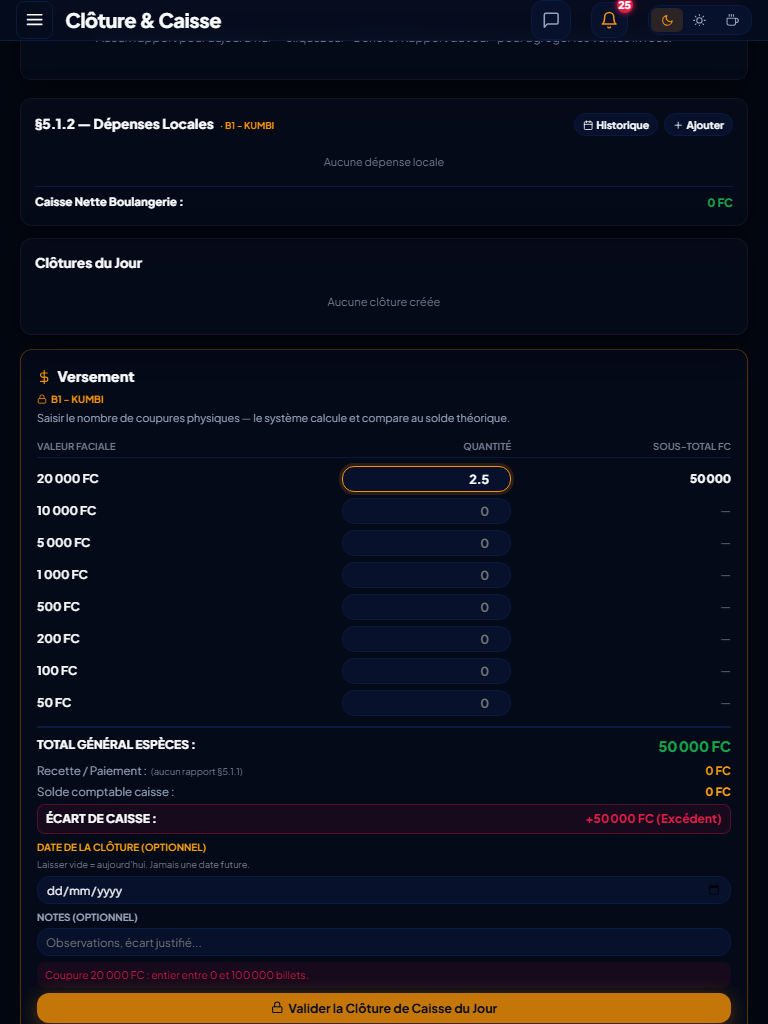 Clôture & Caisse
25
§5.1.2 — Dépenses Locales · B1 - KUMBI
Historique
+ Ajouter
Aucune dépense locale
Caisse Nette Boulangerie :
0 FC
Clôtures du Jour
Aucune clôture créée
$ Versement
B1 - KUMBI
Saisir le nombre de coupures physiques — le système calcule et compare au solde théorique.
VALEUR FACIALE QUANTITÉ SOUS-TOTAL FC
20 000 FC 2.5 50 000
10 000 FC 0 —
5 000 FC 0 —
1 000 FC 0 —
500 FC 0 —
200 FC 0 —
100 FC 0 —
50 FC 0 —
TOTAL GÉNÉRAL ESPÈCES : 50 000 FC
Recette / Paiement : (aucun rapport §5.1.1) 0 FC
Solde comptable caisse : 0 FC
ÉCART DE CAISSE : +50 000 FC (Excédent)
DATE DE LA CLÔTURE (OPTIONNEL)
Laisser vide = aujourd'hui. Jamais une date future.
dd/mm/yyyy
NOTES (OPTIONNEL)
Observations, écart justifié...
Coupure 20 000 FC : entier entre 0 et 100 000 billets.
Valider la Clôture de Caisse du Jour